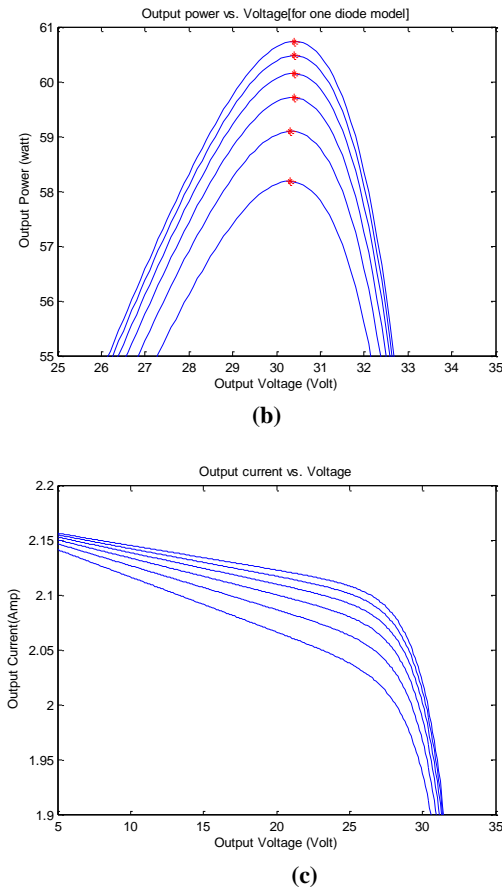 Output power vs. Voltage[for one diode model]
61
60
59
58
57
56
55
Output Power (watt)
25 26 27 28 29 30 31 32 33 34 35
Output Voltage (Volt)
(b)
Output current vs. Voltage
2.2
2.15
2.1
2.05
2
1.95
1.9
Output Current(Amp)
5 10 15 20 25 30 35
Output Voltage (Volt)
(c)